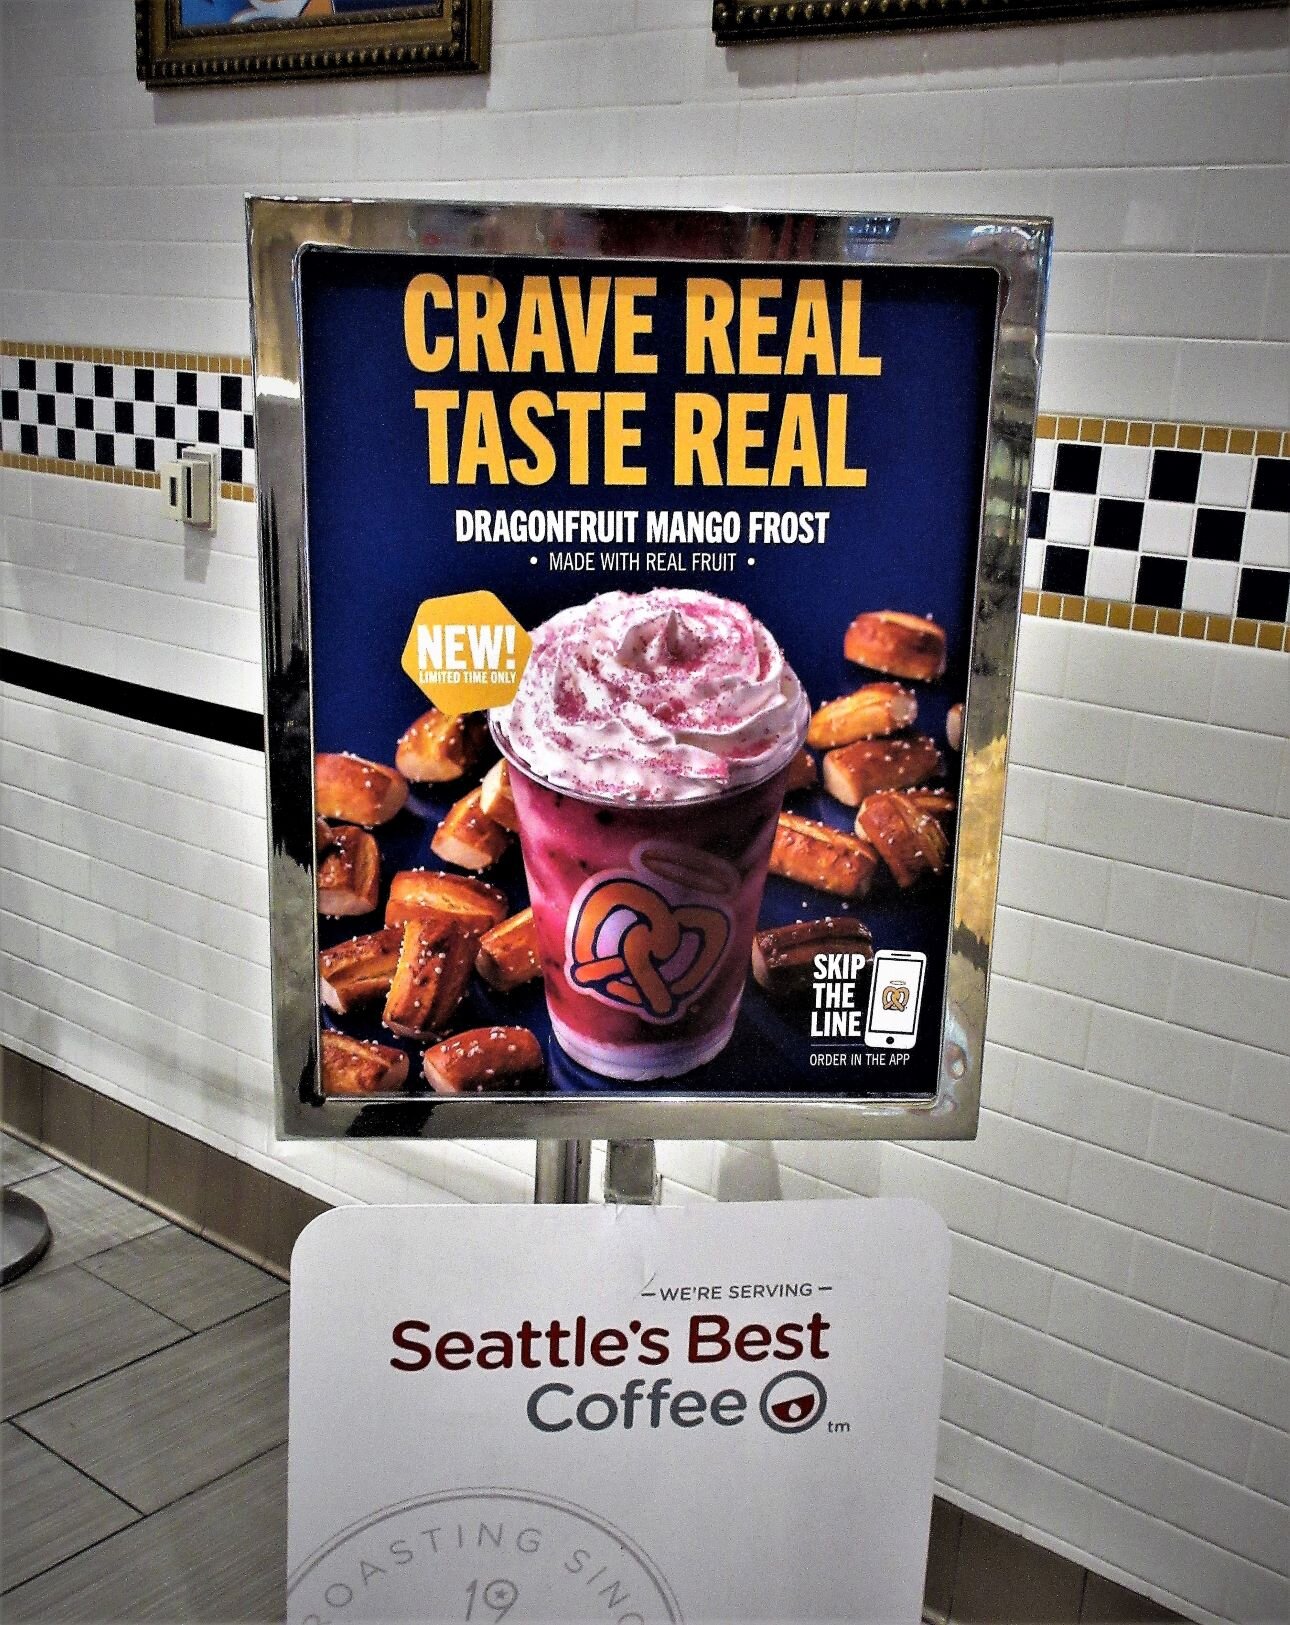 CRAVE REAL
TASTE REAL
DRAGONFRUIT MANGO FROST
• MADE WITH REAL FRUIT •
NEW!
LIMITED TIME ONLY
SKIP
THE
LINE
ORDER IN THE APP
– WE'RE SERVING –
Seattle's Best
Coffee tm
ROASTING SINC
19